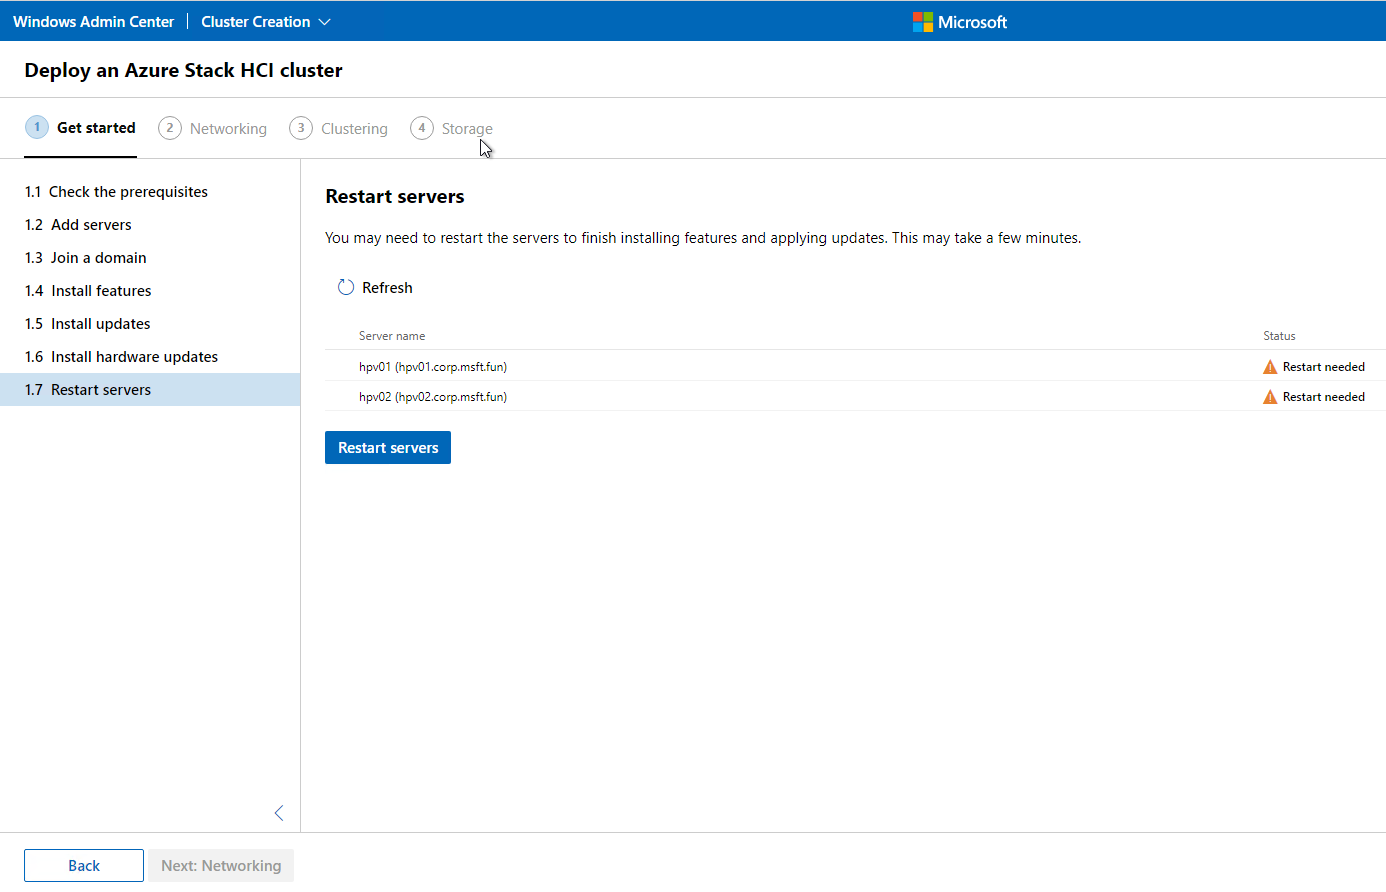 Windows Admin Center | Cluster Creation
Microsoft
Deploy an Azure Stack HCI cluster
1 Get started
2 Networking
3 Clustering
4 Storage
1.1 Check the prerequisites
1.2 Add servers
1.3 Join a domain
1.4 Install features
1.5 Install updates
1.6 Install hardware updates
1.7 Restart servers
Restart servers
You may need to restart the servers to finish installing features and applying updates. This may take a few minutes.
Refresh
Server name Status
hpv01 (hpv01.corp.msft.fun) Restart needed
hpv02 (hpv02.corp.msft.fun) Restart needed
Restart servers
Back
Next: Networking